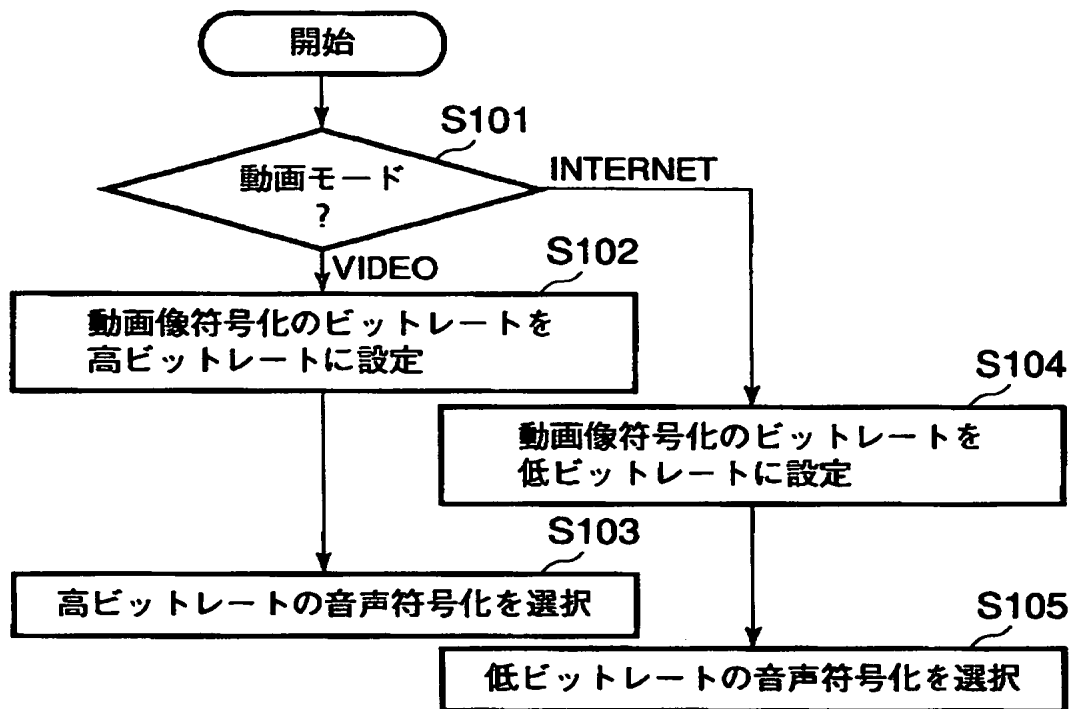 開始
S101
動画モード
?
INTERNET
VIDEO
S102
動画像符号化のビットレートを
高ビットレートに設定
S104
動画像符号化のビットレートを
低ビットレートに設定
S103
高ビットレートの音声符号化を選択
S105
低ビットレートの音声符号化を選択